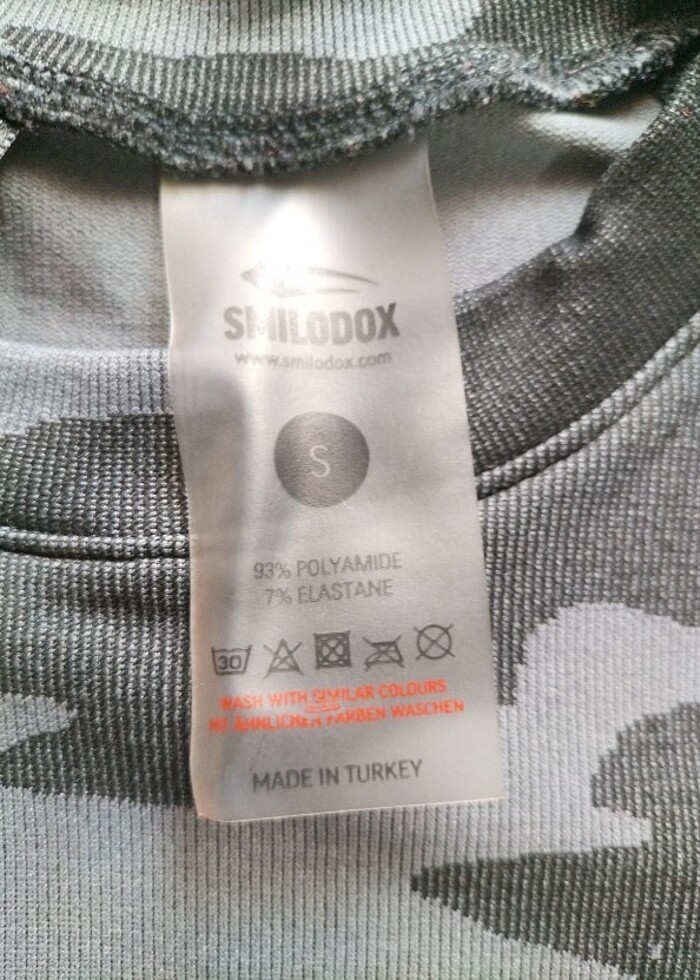 SMILODOX
www.smilodox.com
S
93% POLYAMIDE
7% ELASTANE
30
WASH WITH SIMILAR COLOURS
MIT ÄHNLICHEN FARBEN WASCHEN
MADE IN TURKEY